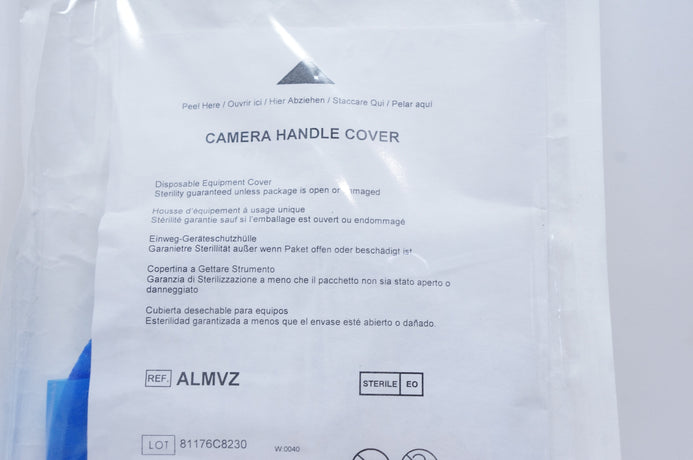 Peel Here / Ouvrir ici / Hier Abziehen / Staccare Qui / Pelar aqui
CAMERA HANDLE COVER
Disposable Equipment Cover
Sterility guaranteed unless package is open or damaged
Housse d'équipement à usage unique
Stérilité garantie sauf si l'emballage est ouvert ou endommagé
Einweg-Geräteschutzhülle
Garanietre Sterillität außer wenn Paket offen oder beschädigt ist
Copertina a Gettare Strumento
Garanzia di Sterilizzazione a meno che il pacchetto non sia stato aperto o
danneggiato
Cubierta desechable para equipos
Esterilidad garantizada a menos que el envase esté abierto o dañado.
REF. ALMVZ
STERILE EO
LOT 81176C8230
W:0040